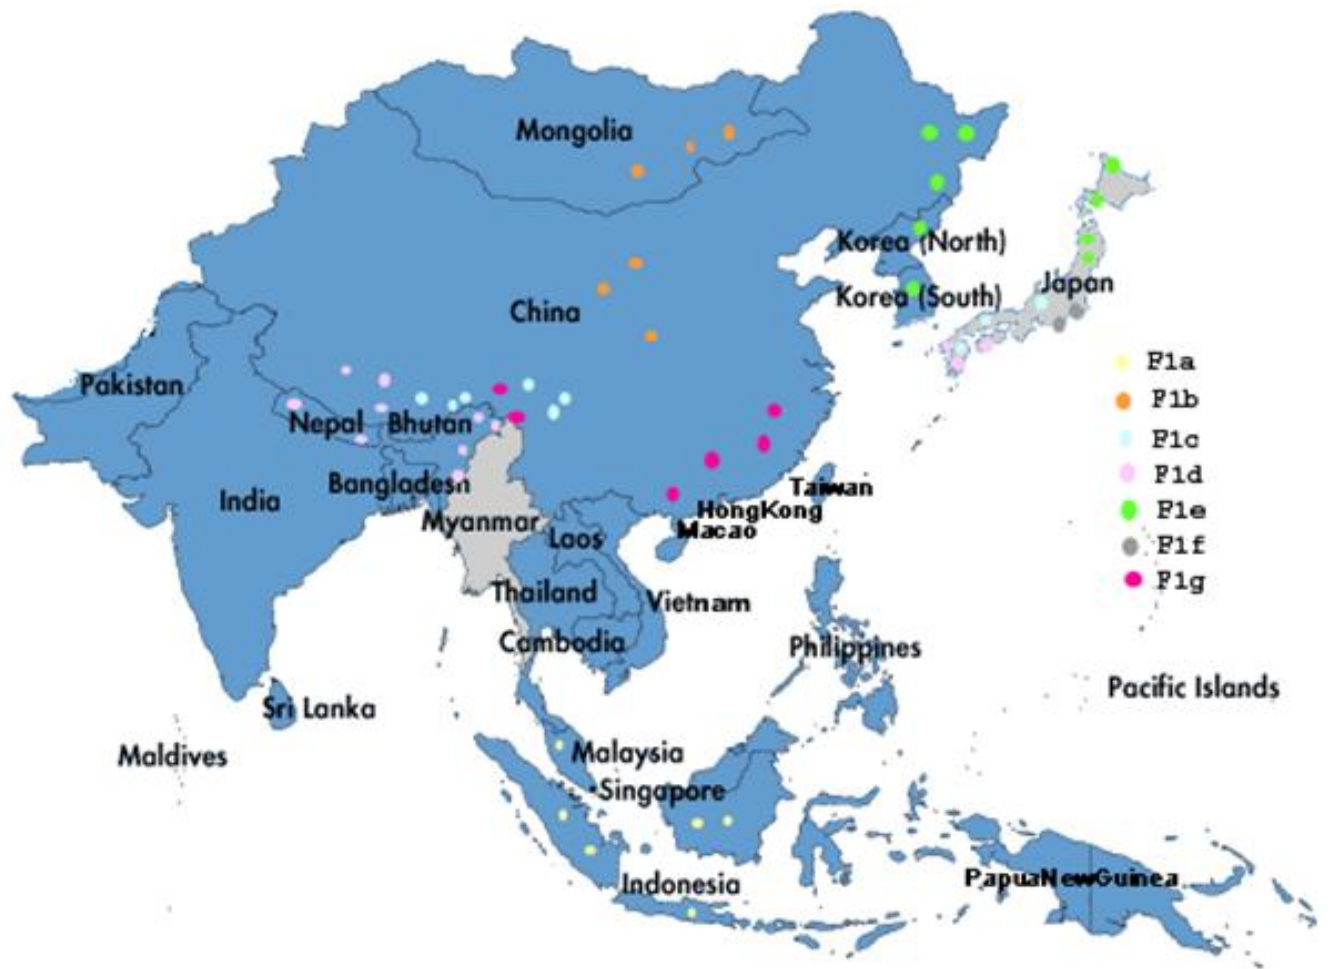 Mongolia
Korea (North)
Japan
Korea (South)
China
F1a
Pakistan
F1b
Nepal
Bhutan
F1c
F1d
Bangladesh
Taiwan
India
HongKong
F1e
Myanmar
Macao
Laos
F1f
F1g
Thailand
Vietnam
Cambodia
Philippines
Pacific Islands
Sri Lanka
Maldives
Malaysia
Singapore
PapuaNewGuinea
Indonesia